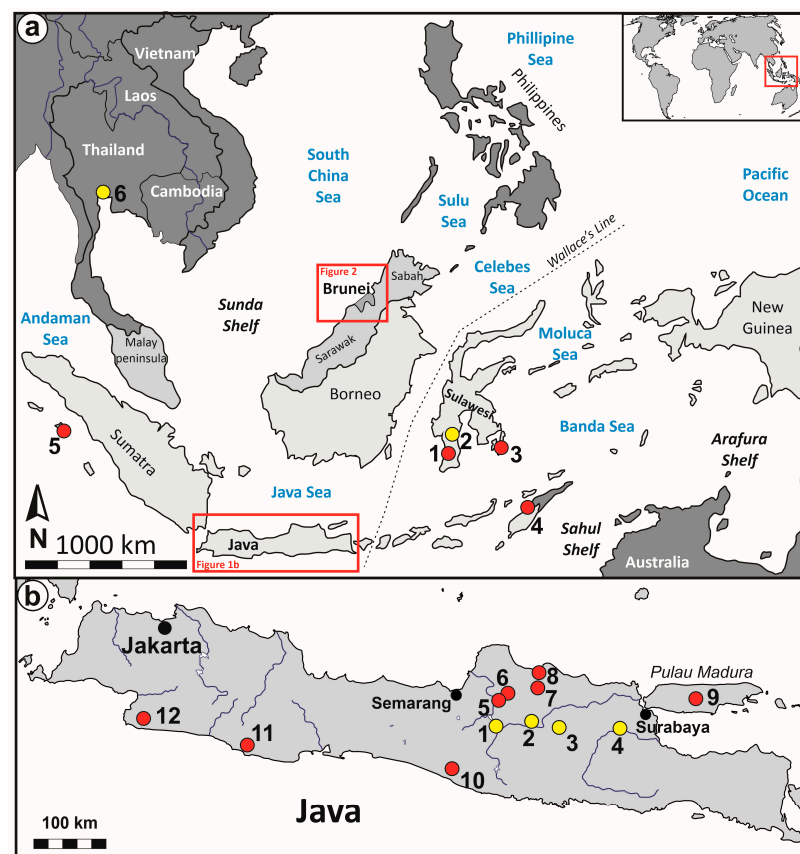 a
Vietnam
Laos
Thailand
6
Cambodia
Phillipine
Sea
Philippines
South
China
Sea
Sulu
Sea
Pacific
Ocean
Wallace's Line
Figure 2
Brunei
Sabah
Celebes
Sea
Sunda
Shelf
Andaman
Sea
Malay
peninsula
Sarawak
Borneo
Moluca
Sea
New
Guinea
Sulawesi
Sumatra
5
1
2
3
Banda Sea
Arafura
Shelf
Java Sea
4
Sahul
Shelf
N
1000 km
Java
Figure 1b
Australia
b
Jakarta
Semarang
Pulau Madura
8
7
6
5
9
12
11
1
2
3
4
Surabaya
10
Java
100 km